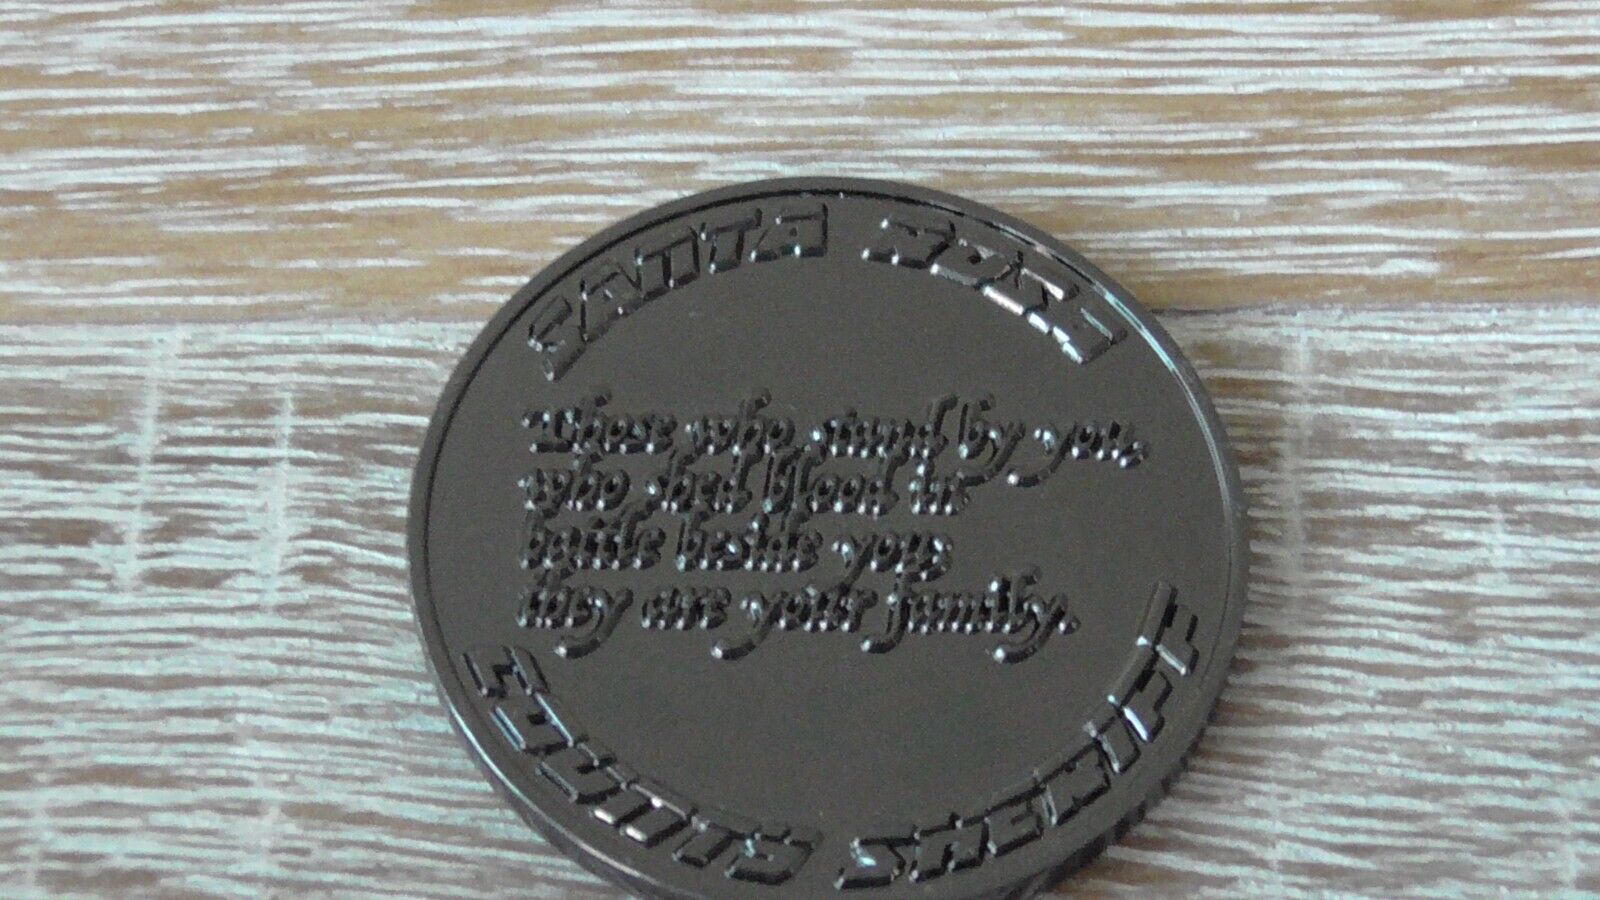 SANTA ROSA
Those who stand by you,
who shed blood in
battle beside you;
they are your family.
COUNTY SHERIFF